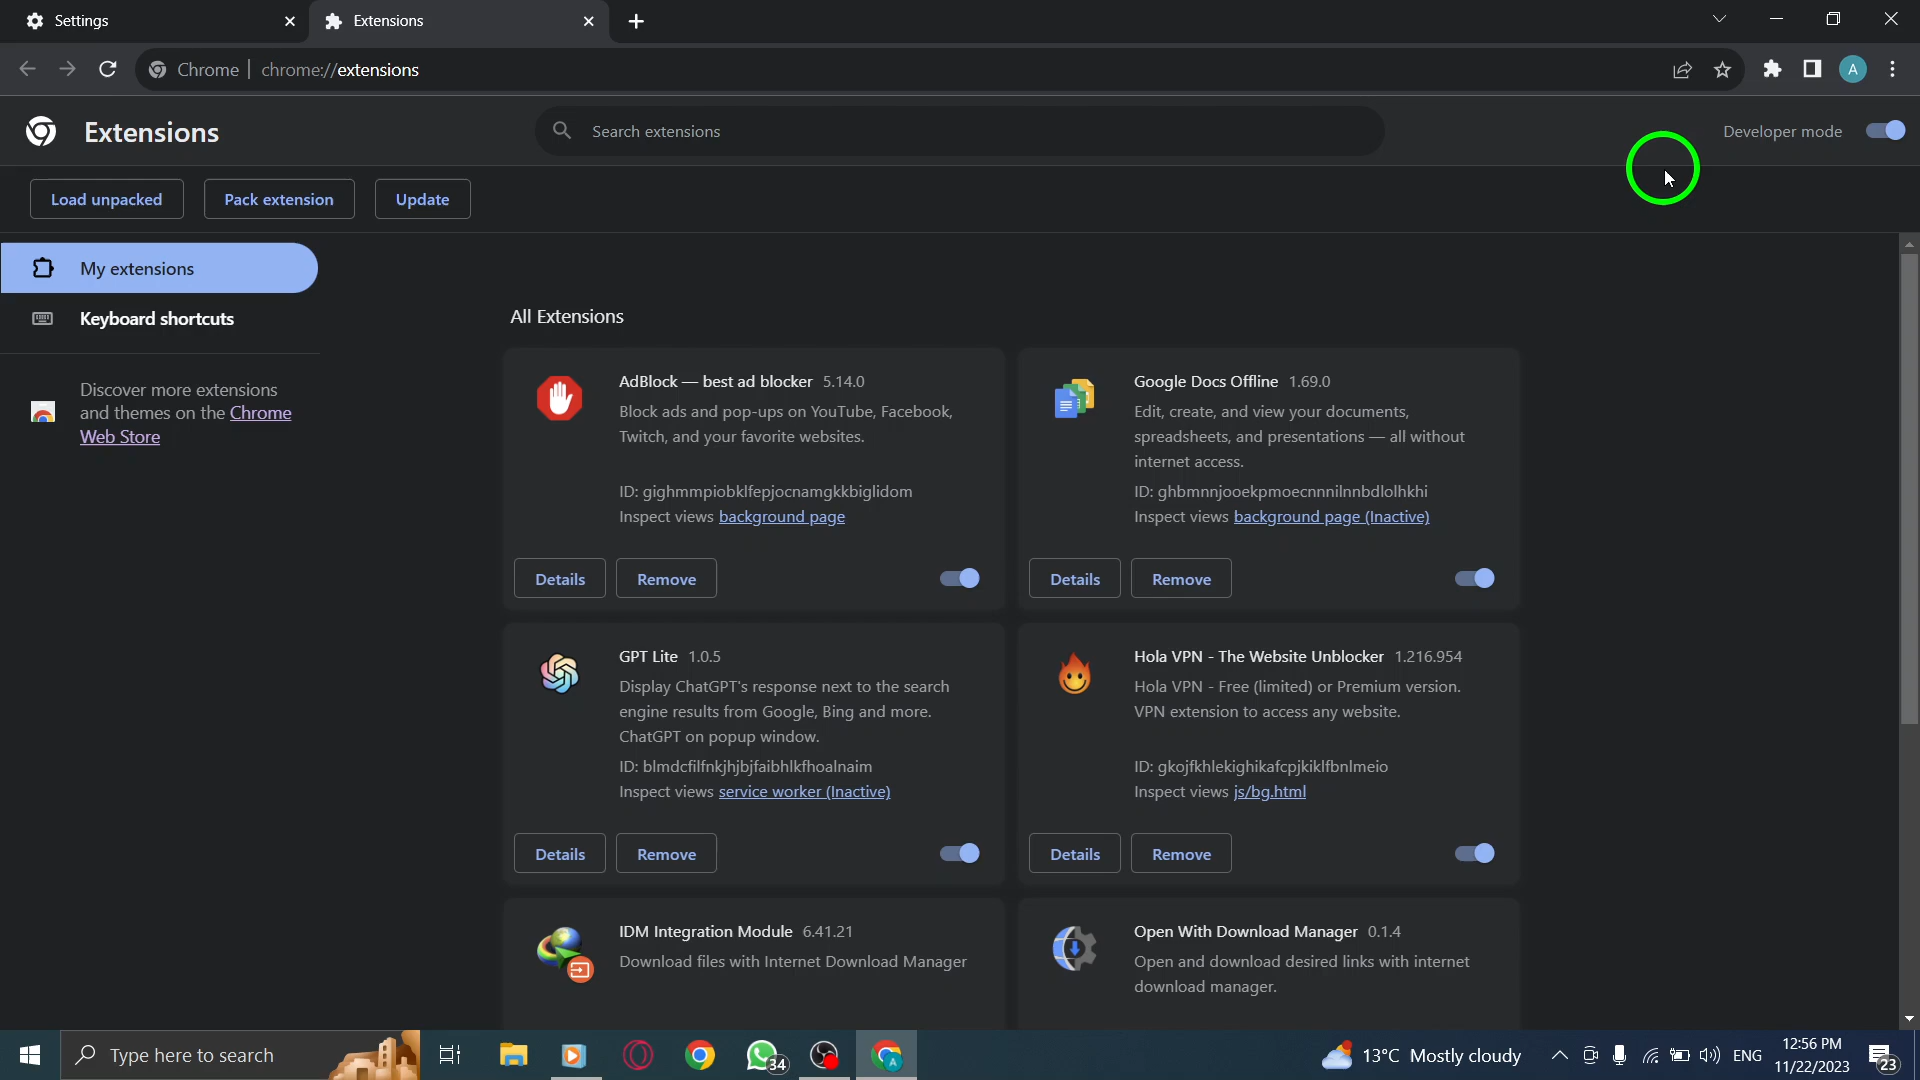 Settings
Extensions
Chrome
chrome://extensions
A
Extensions
Search extensions
Developer mode
Load unpacked
Pack extension
Update
My extensions
Keyboard shortcuts
Discover more extensions
and themes on the Chrome
Web Store
All Extensions
AdBlock — best ad blocker 5.14.0
Block ads and pop-ups on YouTube, Facebook,
Twitch, and your favorite websites.
ID: gighmmpiobklfepjocnamgkkbiglidom
Inspect views background page
Details
Remove
Google Docs Offline 1.69.0
Edit, create, and view your documents,
spreadsheets, and presentations — all without
internet access.
ID: ghbmnnjooekpmoecnnnilnnbdlolhkhi
Inspect views background page (Inactive)
Details
Remove
GPT Lite 1.0.5
Display ChatGPT's response next to the search
engine results from Google, Bing and more.
ChatGPT on popup window.
ID: blmdcfilfnkjhjbjfaibhlkfhoalnaim
Inspect views service worker (Inactive)
Details
Remove
Hola VPN - The Website Unblocker 1.216.954
Hola VPN - Free (limited) or Premium version.
VPN extension to access any website.
ID: gkojfkhlekighikafcpjkiklfbnlmeio
Inspect views js/bg.html
Details
Remove
IDM Integration Module 6.41.21
Download files with Internet Download Manager
Open With Download Manager 0.1.4
Open and download desired links with internet
download manager.
Type here to search
34
A
13°C Mostly cloudy
ENG
12:56 PM
11/22/2023
23